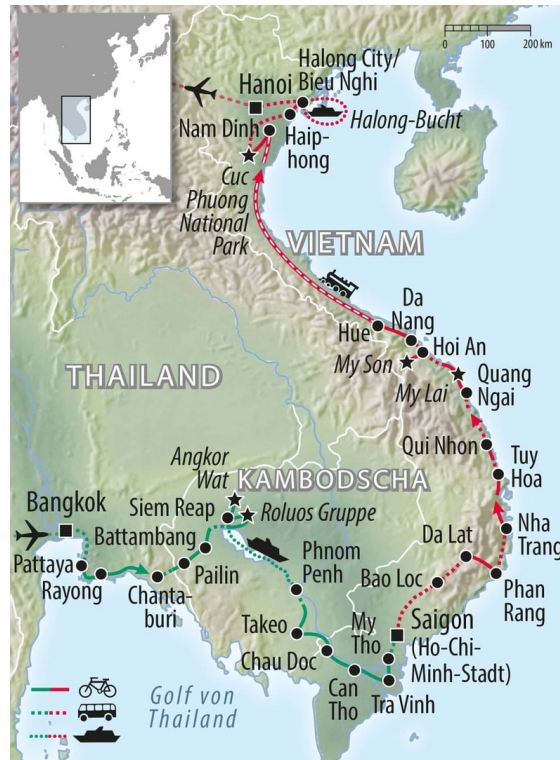 0 100 200 km
Halong City/
Bieu Nghi
Hanoi
Halong-Bucht
Nam Dinh
Haip-
hong
Cuc
Phuong
National
Park
VIETNAM
Da
Nang
Hue
Hoi An
My Son
My Lai
Quang
Ngai
THAILAND
Qui Nhon
Tuy
Hoa
Angkor
Wat
KAMBODSCHA
Siem Reap
Roluos Gruppe
Bangkok
Battambang
Nha
Trang
Da Lat
Phnom
Penh
Pattaya
Rayong
Pailin
Bao Loc
Chanta-
buri
Phan
Rang
Takeo
My
Tho
Saigon
(Ho-Chi-
Minh-Stadt)
Chau Doc
Can
Tho
Tra Vinh
Golf von
Thailand